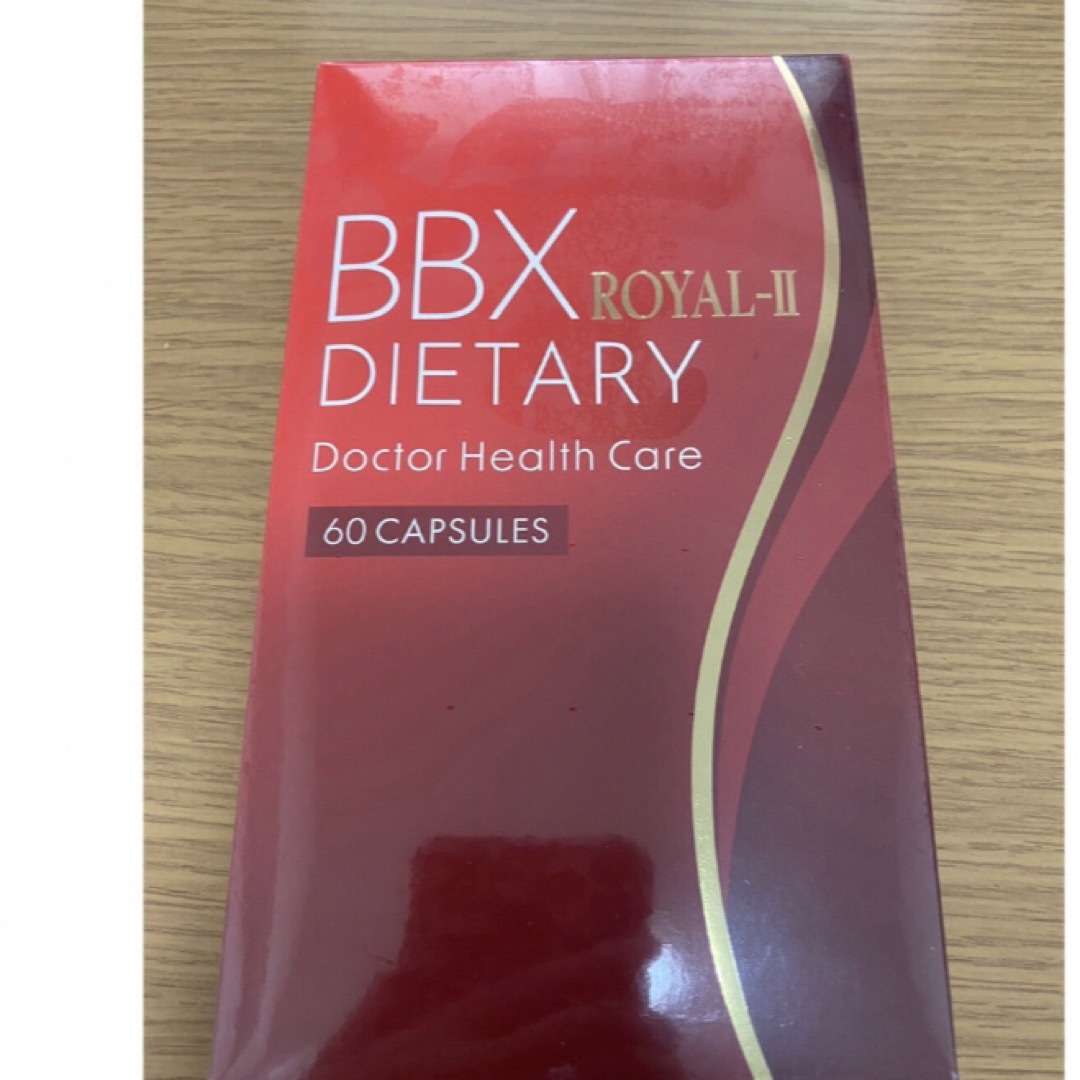 BBX ROYAL-II
DIETARY
Doctor Health Care
60 CAPSULES